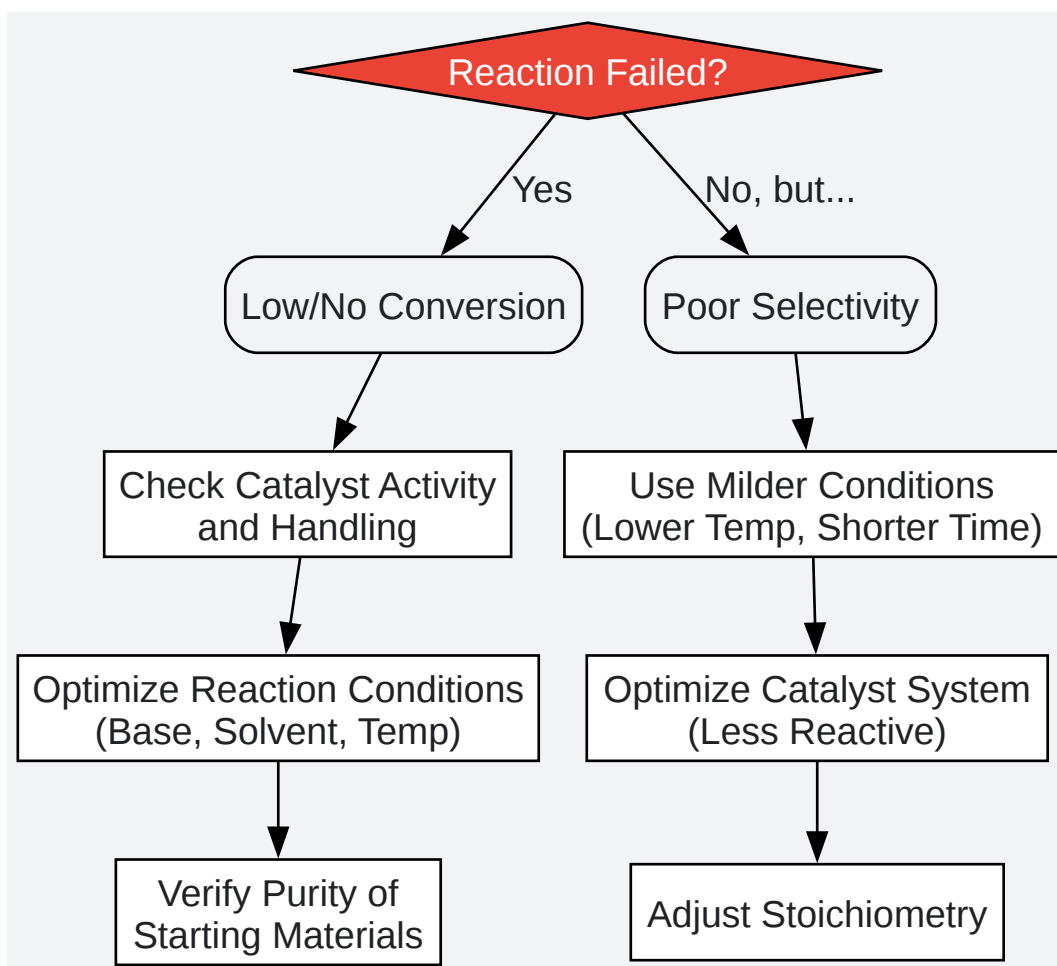 Reaction Failed?
Yes
No, but...
Low/No Conversion
Poor Selectivity
Check Catalyst Activity
and Handling
Use Milder Conditions
(Lower Temp, Shorter Time)
Optimize Reaction Conditions
(Base, Solvent, Temp)
Optimize Catalyst System
(Less Reactive)
Verify Purity of
Starting Materials
Adjust Stoichiometry